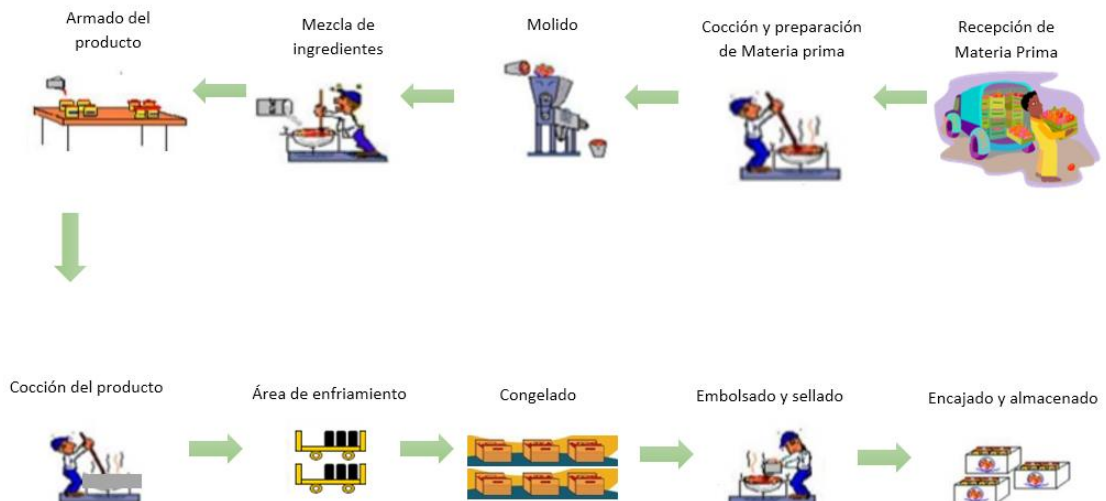 Armado del
producto
Mezcla de
ingredientes
Molido
Cocción y preparación
de Materia prima
Recepción de
Materia Prima
Cocción del producto
Área de enfriamiento
Congelado
Embolsado y sellado
Encajado y almacenado